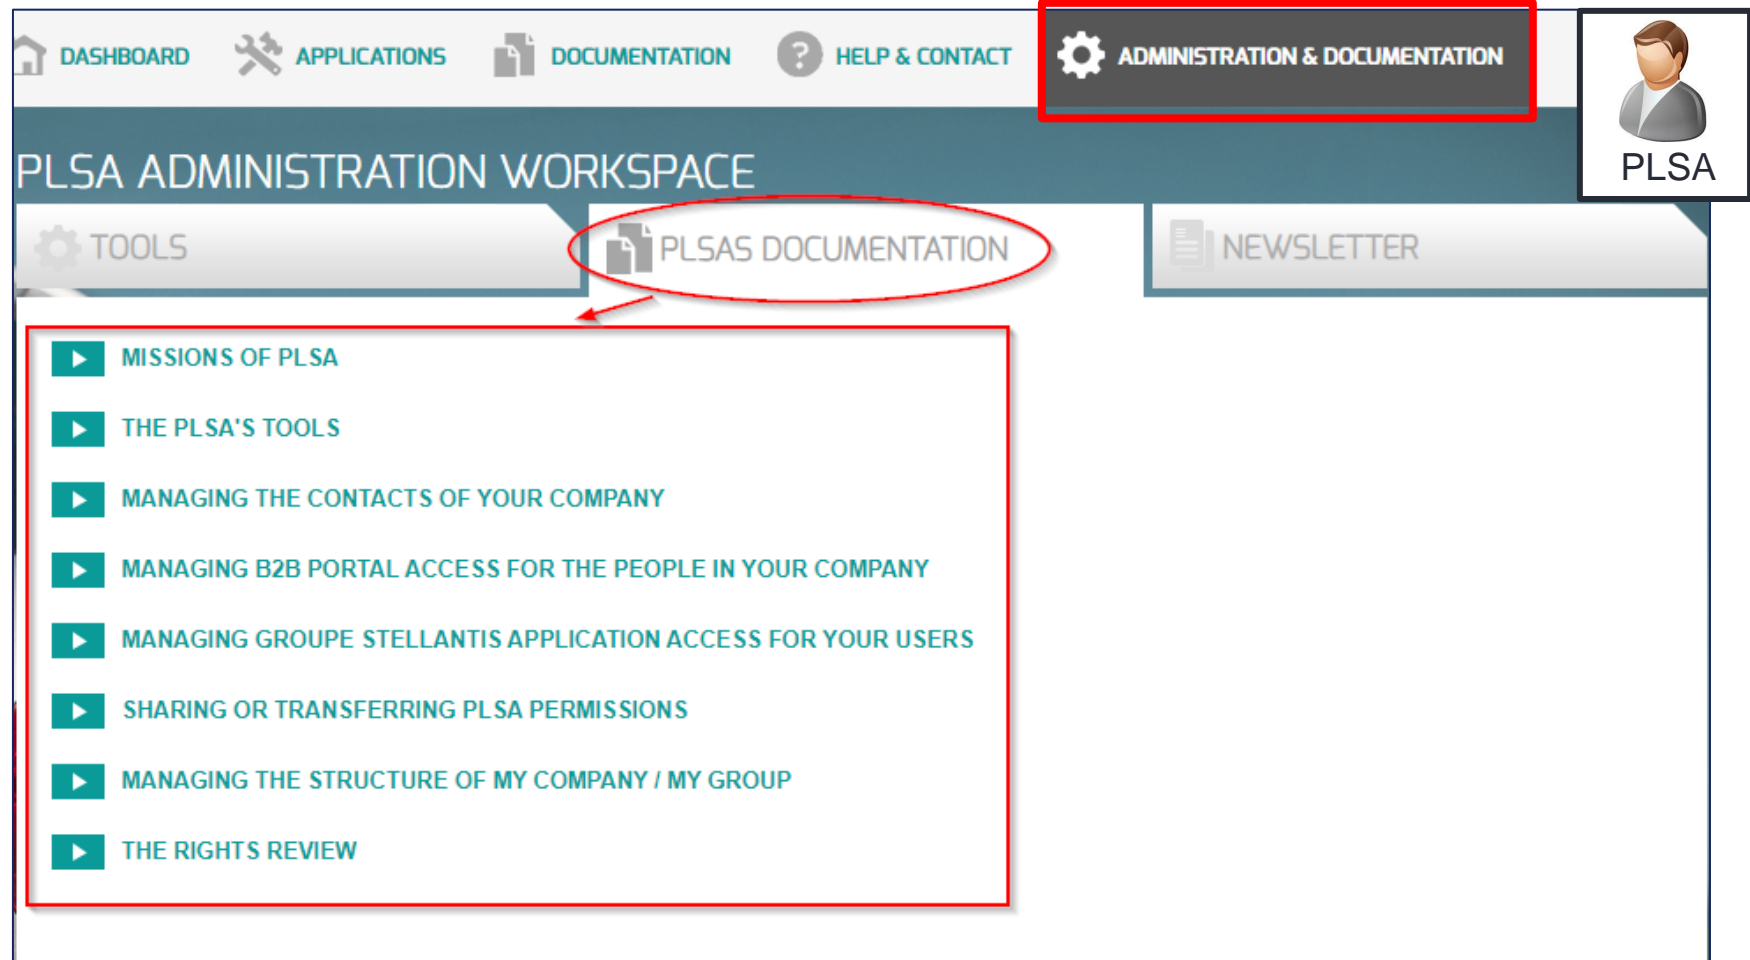 DASHBOARD APPLICATIONS DOCUMENTATION ? HELP & CONTACT ADMINISTRATION & DOCUMENTATION
PLSA
PLSA ADMINISTRATION WORKSPACE
TOOLS PLSAS DOCUMENTATION NEWSLETTER
MISSIONS OF PLSA
THE PLSA'S TOOLS
MANAGING THE CONTACTS OF YOUR COMPANY
MANAGING B2B PORTAL ACCESS FOR THE PEOPLE IN YOUR COMPANY
MANAGING GROUPE STELLANTIS APPLICATION ACCESS FOR YOUR USERS
SHARING OR TRANSFERRING PLSA PERMISSIONS
MANAGING THE STRUCTURE OF MY COMPANY / MY GROUP
THE RIGHTS REVIEW